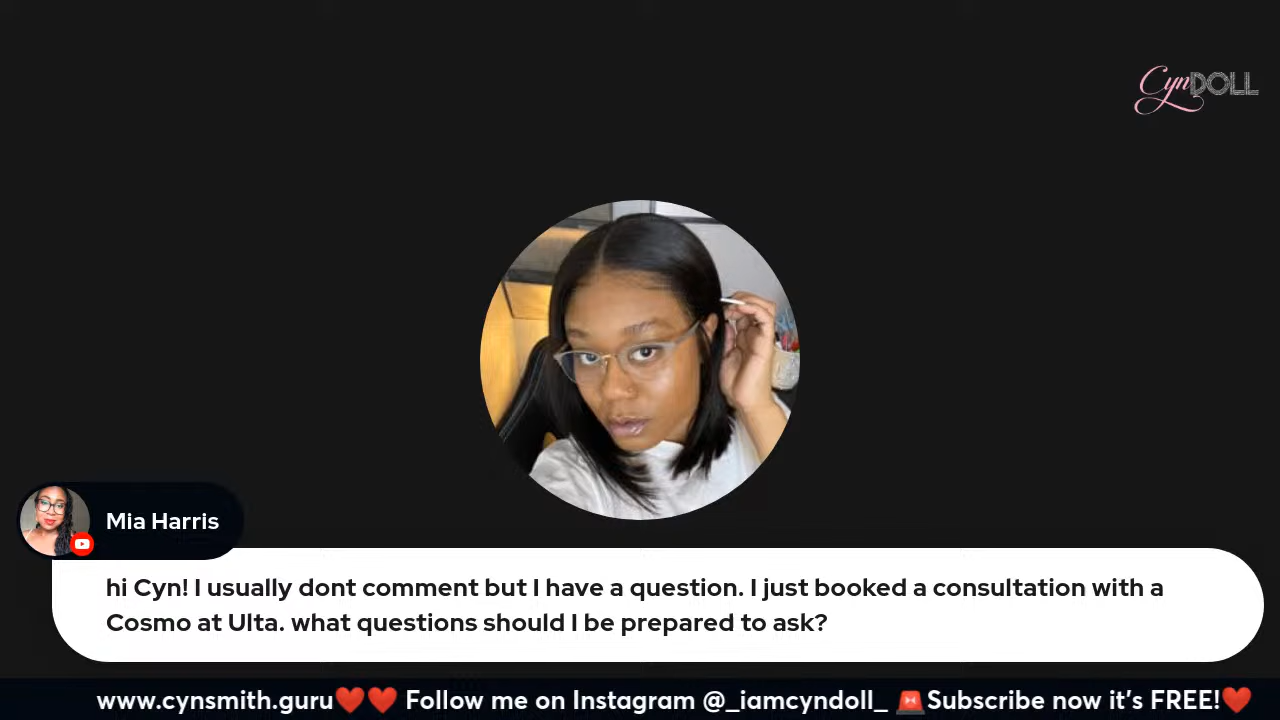 CynDOLL
Mia Harris
hi Cyn! I usually dont comment but I have a question. I just booked a consultation with a
Cosmo at Ulta. what questions should I be prepared to ask?
www.cynsmith.guru❤️❤️ Follow me on Instagram @_iamcyndoll_ 🚨Subscribe now it's FREE!❤️